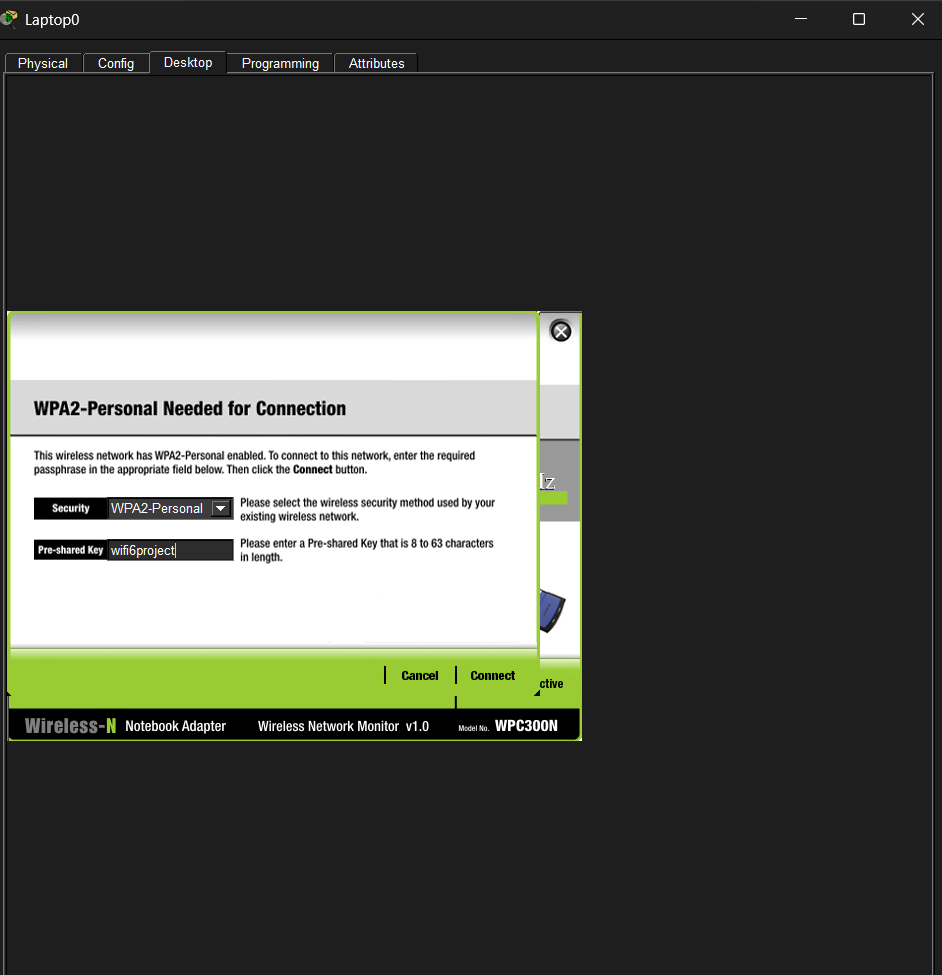 Laptop0
Physical Config Desktop Programming Attributes
WPA2-Personal Needed for Connection
This wireless network has WPA2-Personal enabled. To connect to this network, enter the required
passphrase in the appropriate field below. Then click the Connect button.
Security WPA2-Personal Please select the wireless security method used by your
existing wireless network.
Pre-shared Key wifi6project Please enter a Pre-shared Key that is 8 to 63 characters
in length.
Cancel Connect
Wireless-N Notebook Adapter Wireless Network Monitor v1.0 Model No. WPC300N